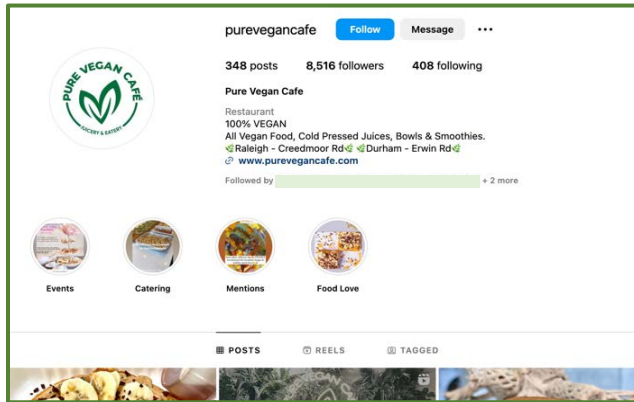 purevegancafe Follow Message
348 posts 8,516 followers 408 following
Pure Vegan Cafe
Restaurant
100% VEGAN
All Vegan Food, Cold Pressed Juices, Bowls & Smoothies.
🌿Raleigh - Creedmoor Rd🌿 🌿Durham - Erwin Rd🌿
www.purevegancafe.com
Followed by + 2 more
PURE VEGAN CAFÉ
JUICERY & EATERY
Events Catering Mentions Food Love
POSTS REELS TAGGED